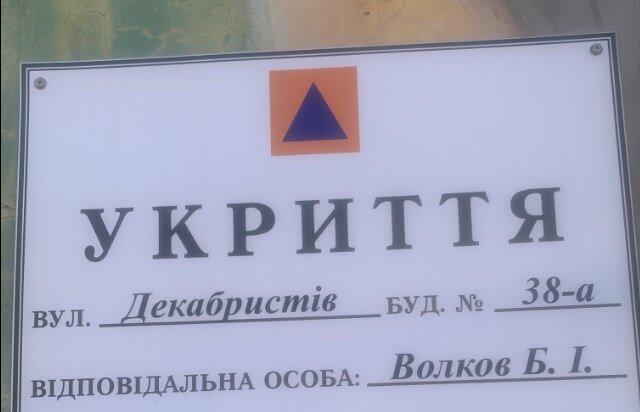 УКРИТТЯ
ВУЛ. Декабристів БУД. № 38-а
ВІДПОВІДАЛЬНА ОСОБА: Волков Б. І.